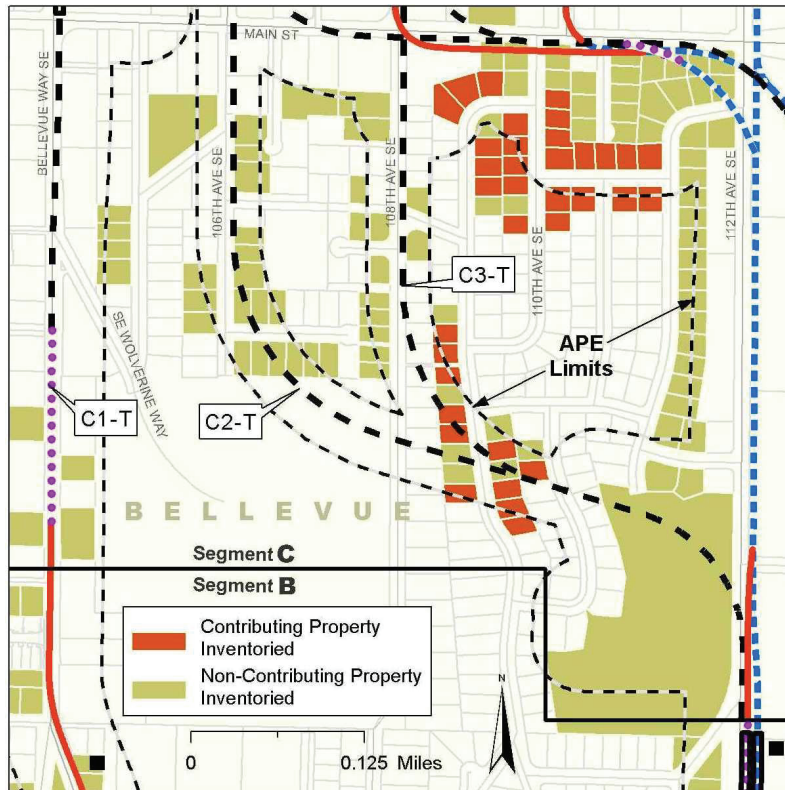 MAIN ST
BELLEVUE WAY SE
106TH AVE SE
108TH AVE SE
110TH AVE SE
112TH AVE SE
C3-T
APE
Limits
SE WOLVERINE WAY
C1-T
C2-T
BELLEVUE
Segment C
Segment B
Contributing Property
Inventoried
Non-Contributing Property
Inventoried
N
0 0.125 Miles